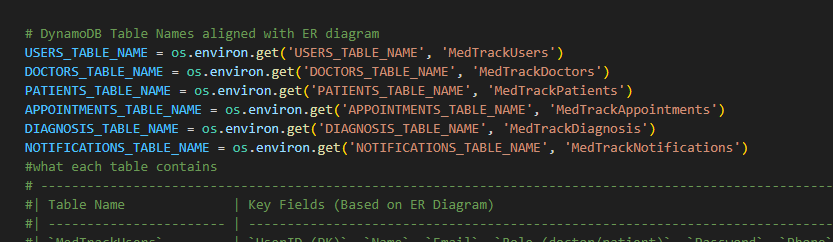 # DynamoDB Table Names aligned with ER diagram
USERS_TABLE_NAME = os.environ.get('USERS_TABLE_NAME', 'MedTrackUsers')
DOCTORS_TABLE_NAME = os.environ.get('DOCTORS_TABLE_NAME', 'MedTrackDoctors')
PATIENTS_TABLE_NAME = os.environ.get('PATIENTS_TABLE_NAME', 'MedTrackPatients')
APPOINTMENTS_TABLE_NAME = os.environ.get('APPOINTMENTS_TABLE_NAME', 'MedTrackAppointments')
DIAGNOSIS_TABLE_NAME = os.environ.get('DIAGNOSIS_TABLE_NAME', 'MedTrackDiagnosis')
NOTIFICATIONS_TABLE_NAME = os.environ.get('NOTIFICATIONS_TABLE_NAME', 'MedTrackNotifications')
#what each table contains
# ----------------------------------------------------------------------------------------------------
#| Table Name              | Key Fields (Based on ER Diagram)
#| ----------------------- | --------------------------------------------------------------------------
#| `MedTrackUsers`         | `UserID (PK)`, `Name`, `Email`, `Role (doctor/patient)`, `Password`, `Phone`